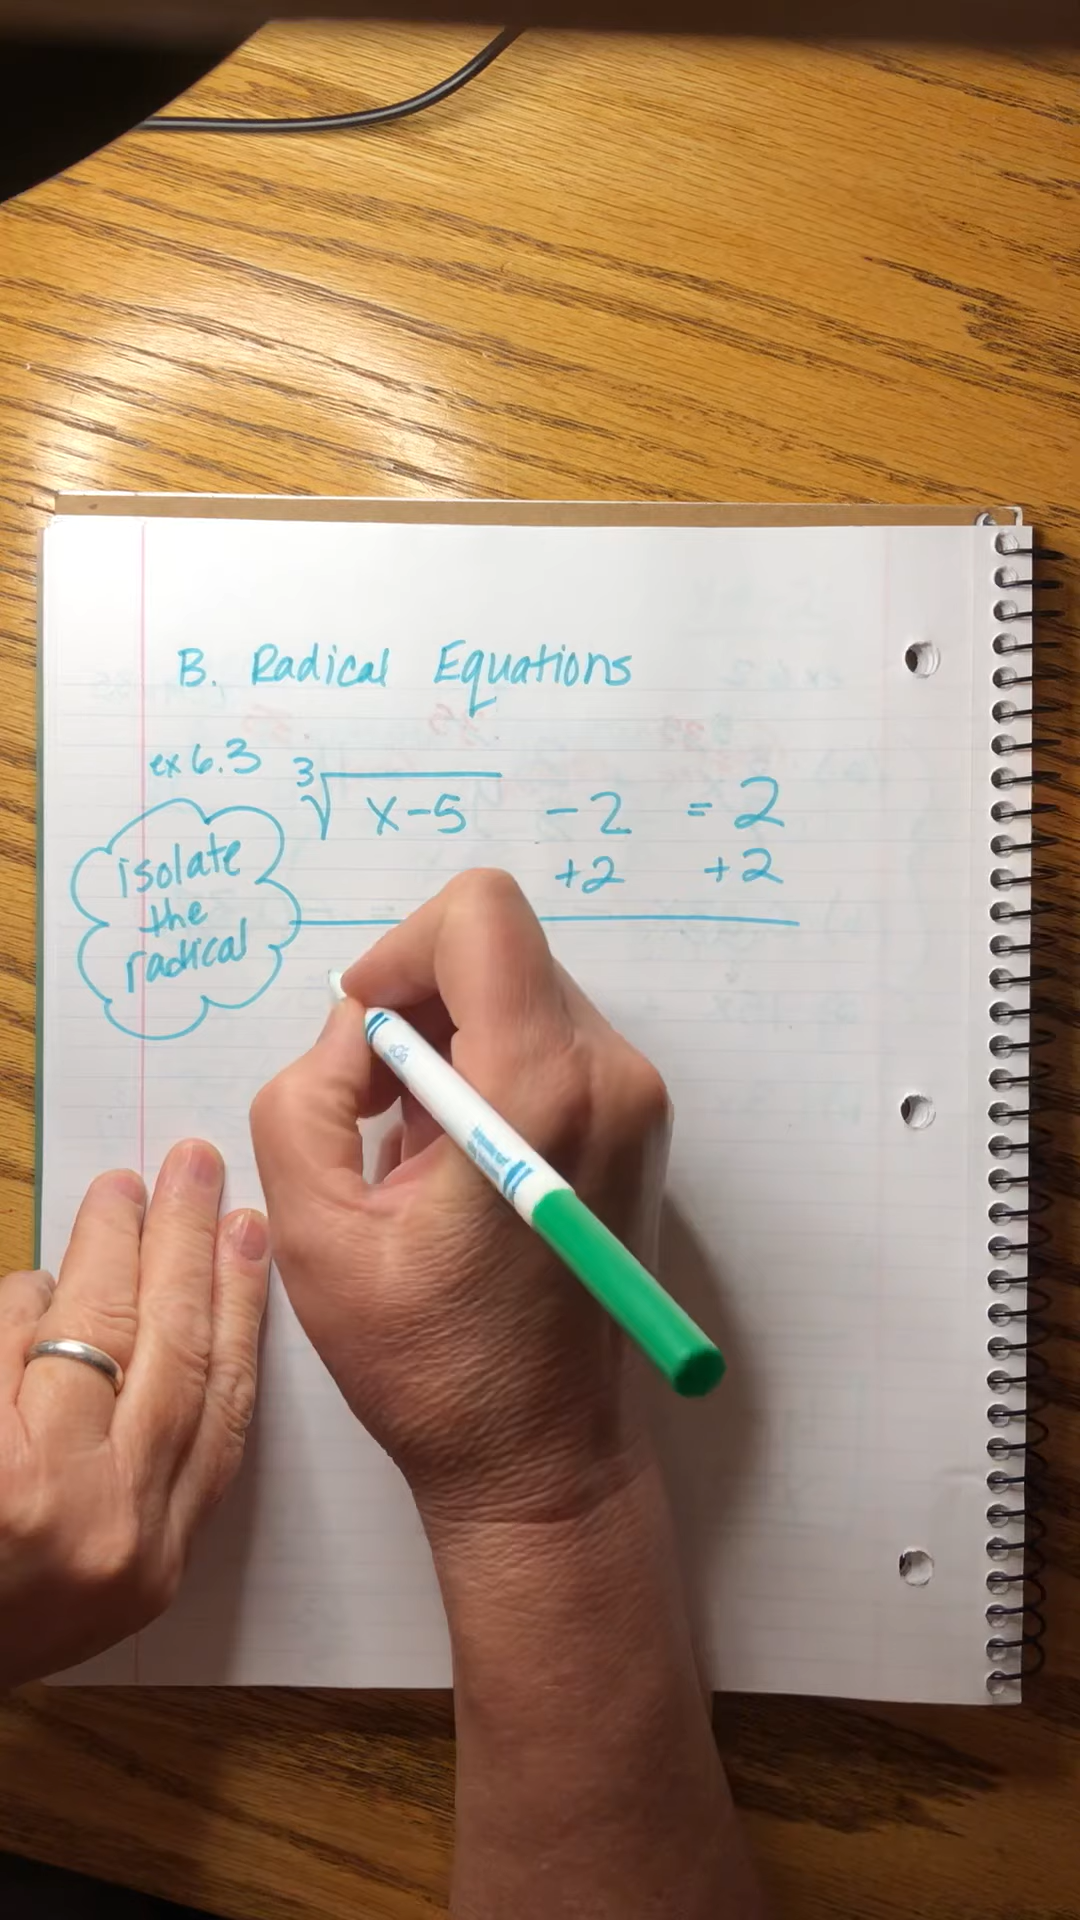 B. Radical Equations
ex 6.3
∛(x-5) - 2 = 2
+2 +2
isolate
the
radical